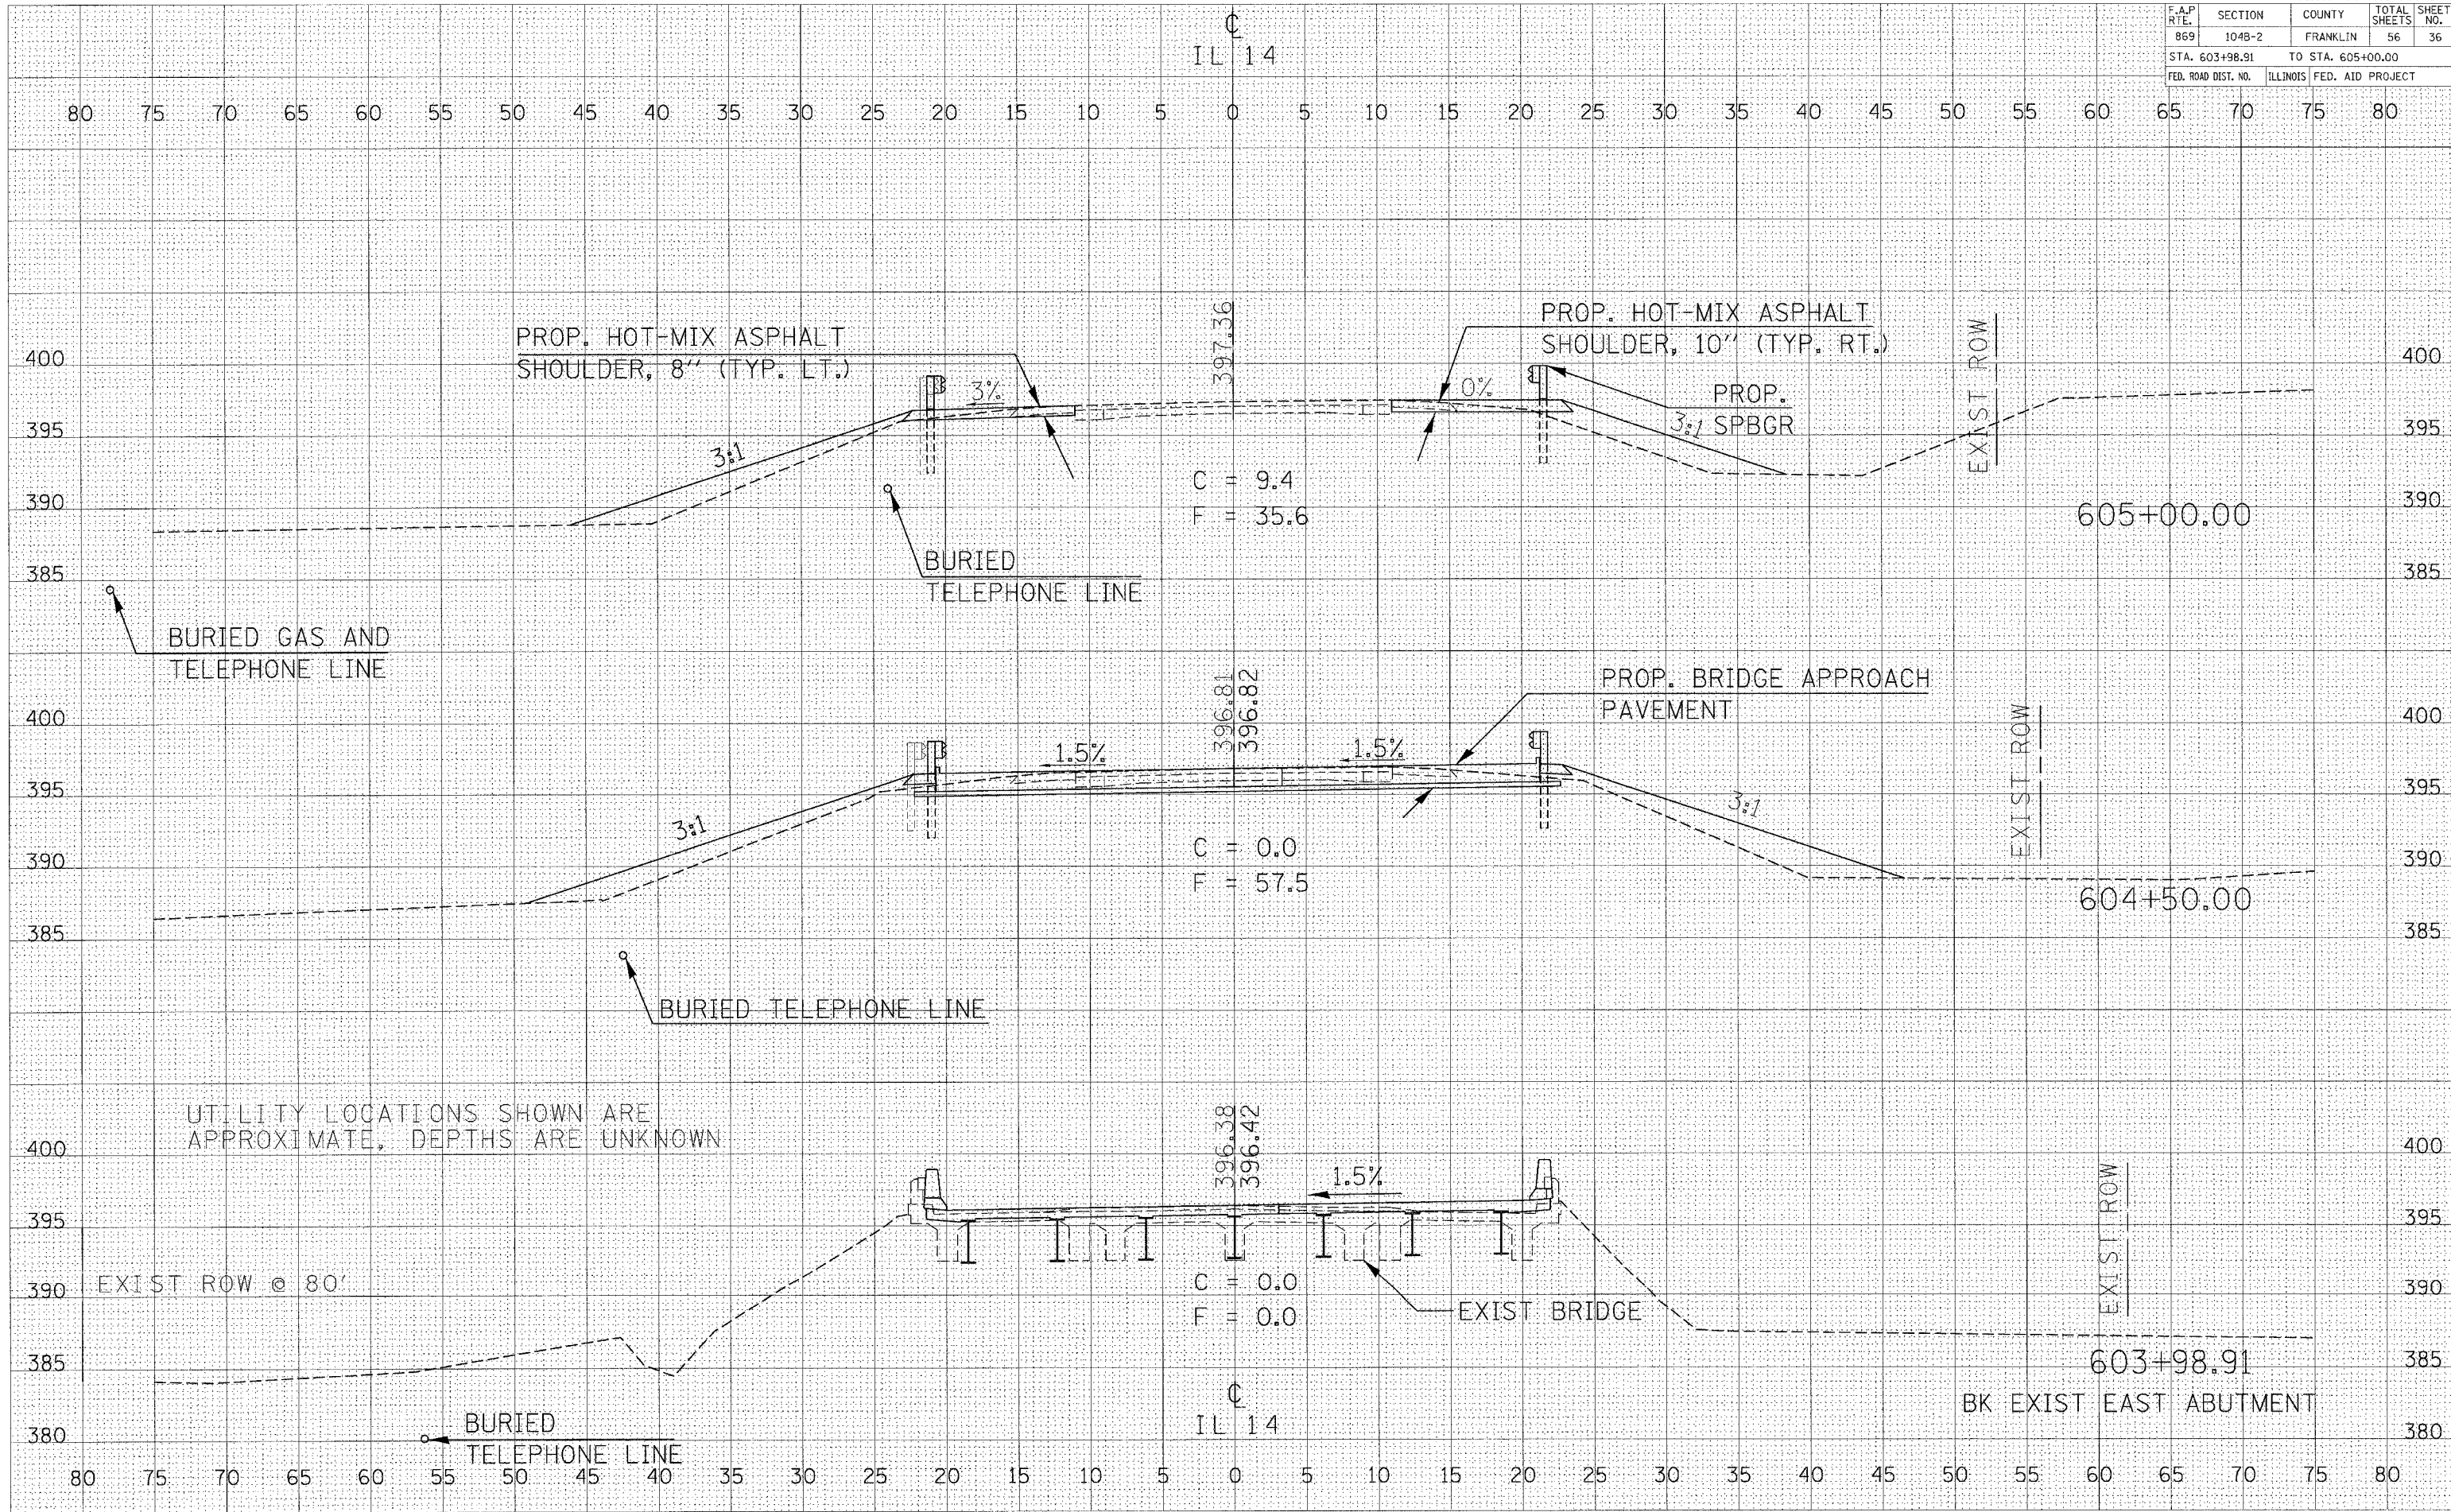 F.A.P RTE. SECTION COUNTY TOTAL SHEETS SHEET NO.
869 104B-2 FRANKLIN 56 36
STA. 603+98.91 TO STA. 605+00.00
FED. ROAD DIST. NO. ILLINOIS FED. AID PROJECT
℄
IL 14
80 75 70 65 60 55 50 45 40 35 30 25 20 15 10 5 0 5 10 15 20 25 30 35 40 45 50 55 60 65 70 75 80
PROP. HOT-MIX ASPHALT
SHOULDER, 8" (TYP. LT.)
397.36
PROP. HOT-MIX ASPHALT
SHOULDER, 10" (TYP. RT.)
EXIST ROW
400 400
3% 0%
PROP.
SPBGR
395 395
3:1 3:1
C = 9.4
F = 35.6
390 390
605+00.00
BURIED
TELEPHONE LINE
385 385
BURIED GAS AND
TELEPHONE LINE
396.81
396.82
PROP. BRIDGE APPROACH
PAVEMENT
EXIST ROW
400 400
1.5% 1.5%
395 395
3:1 3:1
C = 0.0
F = 57.5
390 390
604+50.00
385 385
BURIED TELEPHONE LINE
UTILITY LOCATIONS SHOWN ARE
APPROXIMATE, DEPTHS ARE UNKNOWN
396.38
396.42
400 400
1.5%
EXIST ROW
395 395
EXIST ROW @ 80'
390 390
C = 0.0
F = 0.0
EXIST BRIDGE
385 385
603+98.91
BK EXIST EAST ABUTMENT
℄
IL 14
BURIED
TELEPHONE LINE
380 380
80 75 70 65 60 55 50 45 40 35 30 25 20 15 10 5 0 5 10 15 20 25 30 35 40 45 50 55 60 65 70 75 80